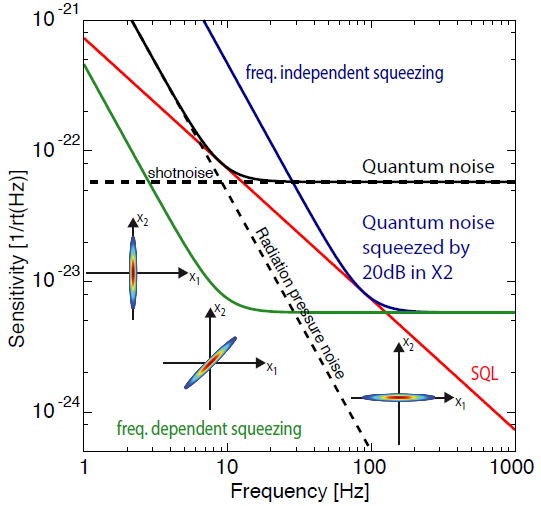 10-21
freq. independent squeezing
10-22
shotnoise
Quantum noise
Quantum noise
squeezed by
20dB in X2
X2
X1
Radiation pressure noise
10-23
X2
X1
X2
X1
SQL
10-24
freq. dependent squeezing
Sensitivity [1/rt(Hz)]
1 10 100 1000
Frequency [Hz]